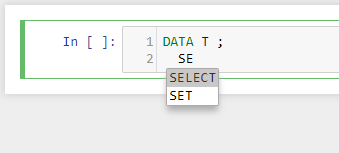 In [ ]: 1 DATA T ;
2 SE
SELECT
SET